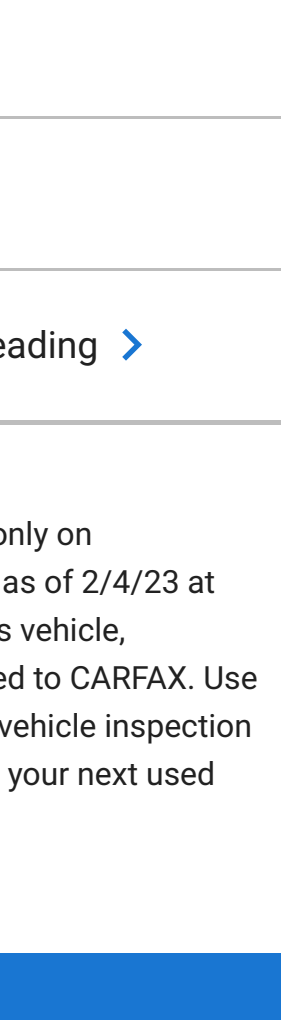 eading
only on
as of 2/4/23 at
s vehicle,
ed to CARFAX. Use
vehicle inspection
your next used